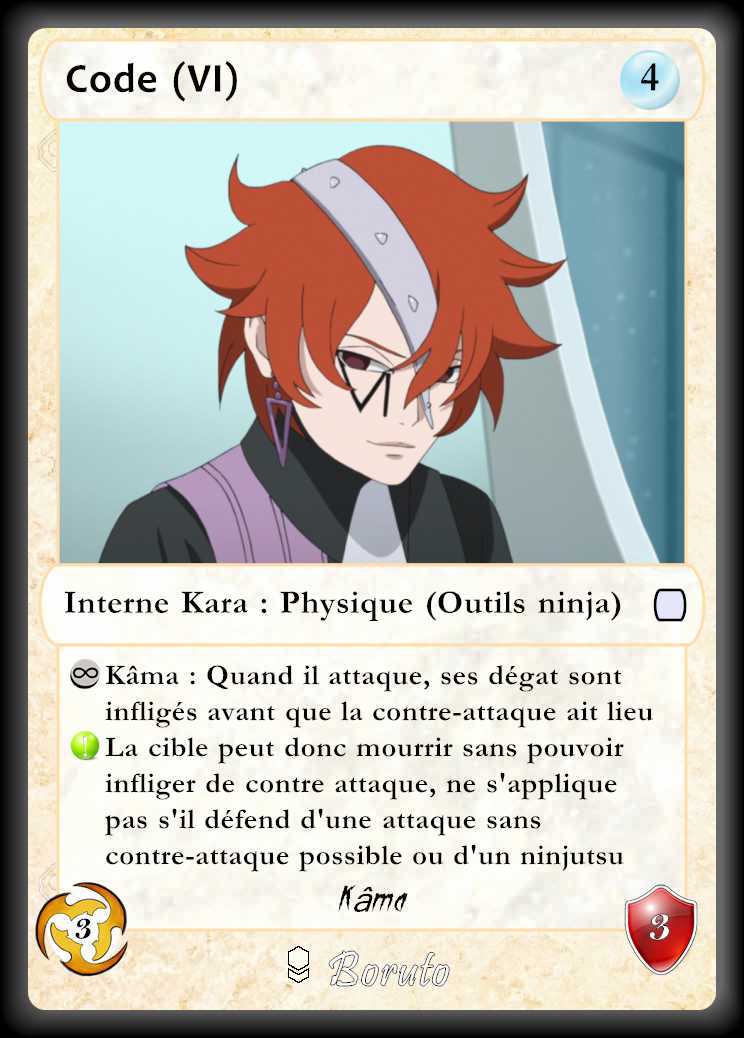 Code (VI)
4
VI
Interne Kara : Physique (Outils ninja)
Kâma : Quand il attaque, ses dégat sont
infligés avant que la contre-attaque ait lieu
La cible peut donc mourrir sans pouvoir
infliger de contre attaque, ne s'applique
pas s'il défend d'une attaque sans
contre-attaque possible ou d'un ninjutsu
Kâma
3
3
Boruto